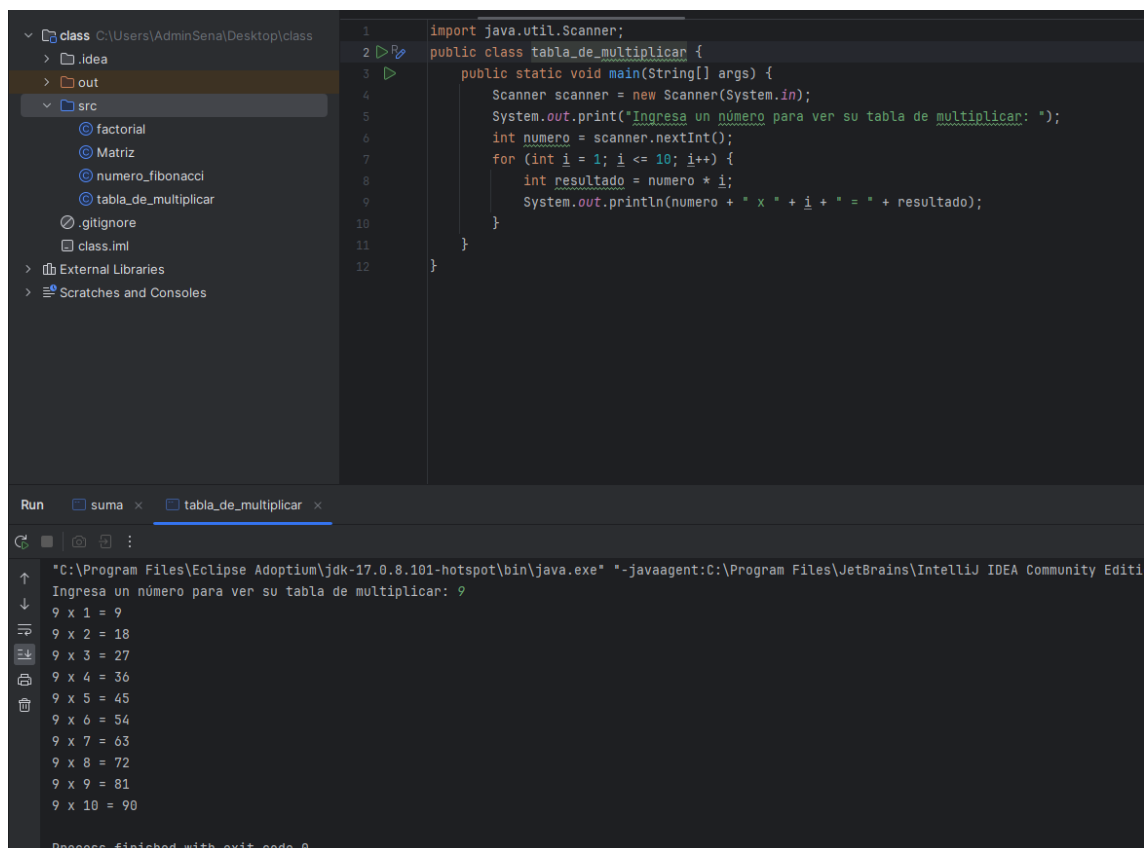 class C:\Users\AdminSena\Desktop\class
.idea
out
src
factorial
Matriz
numero_fibonacci
tabla_de_multiplicar
.gitignore
class.iml
External Libraries
Scratches and Consoles
1 import java.util.Scanner;
2 public class tabla_de_multiplicar {
3 public static void main(String[] args) {
4 Scanner scanner = new Scanner(System.in);
5 System.out.print("Ingresa un número para ver su tabla de multiplicar: ");
6 int numero = scanner.nextInt();
7 for (int i = 1; i <= 10; i++) {
8 int resultado = numero * i;
9 System.out.println(numero + " x " + i + " = " + resultado);
10 }
11 }
12 }
Run suma tabla_de_multiplicar
"C:\Program Files\Eclipse Adoptium\jdk-17.0.8.101-hotspot\bin\java.exe" "-javaagent:C:\Program Files\JetBrains\IntelliJ IDEA Community Editi
Ingresa un número para ver su tabla de multiplicar: 9
9 x 1 = 9
9 x 2 = 18
9 x 3 = 27
9 x 4 = 36
9 x 5 = 45
9 x 6 = 54
9 x 7 = 63
9 x 8 = 72
9 x 9 = 81
9 x 10 = 90
Process finished with exit code 0